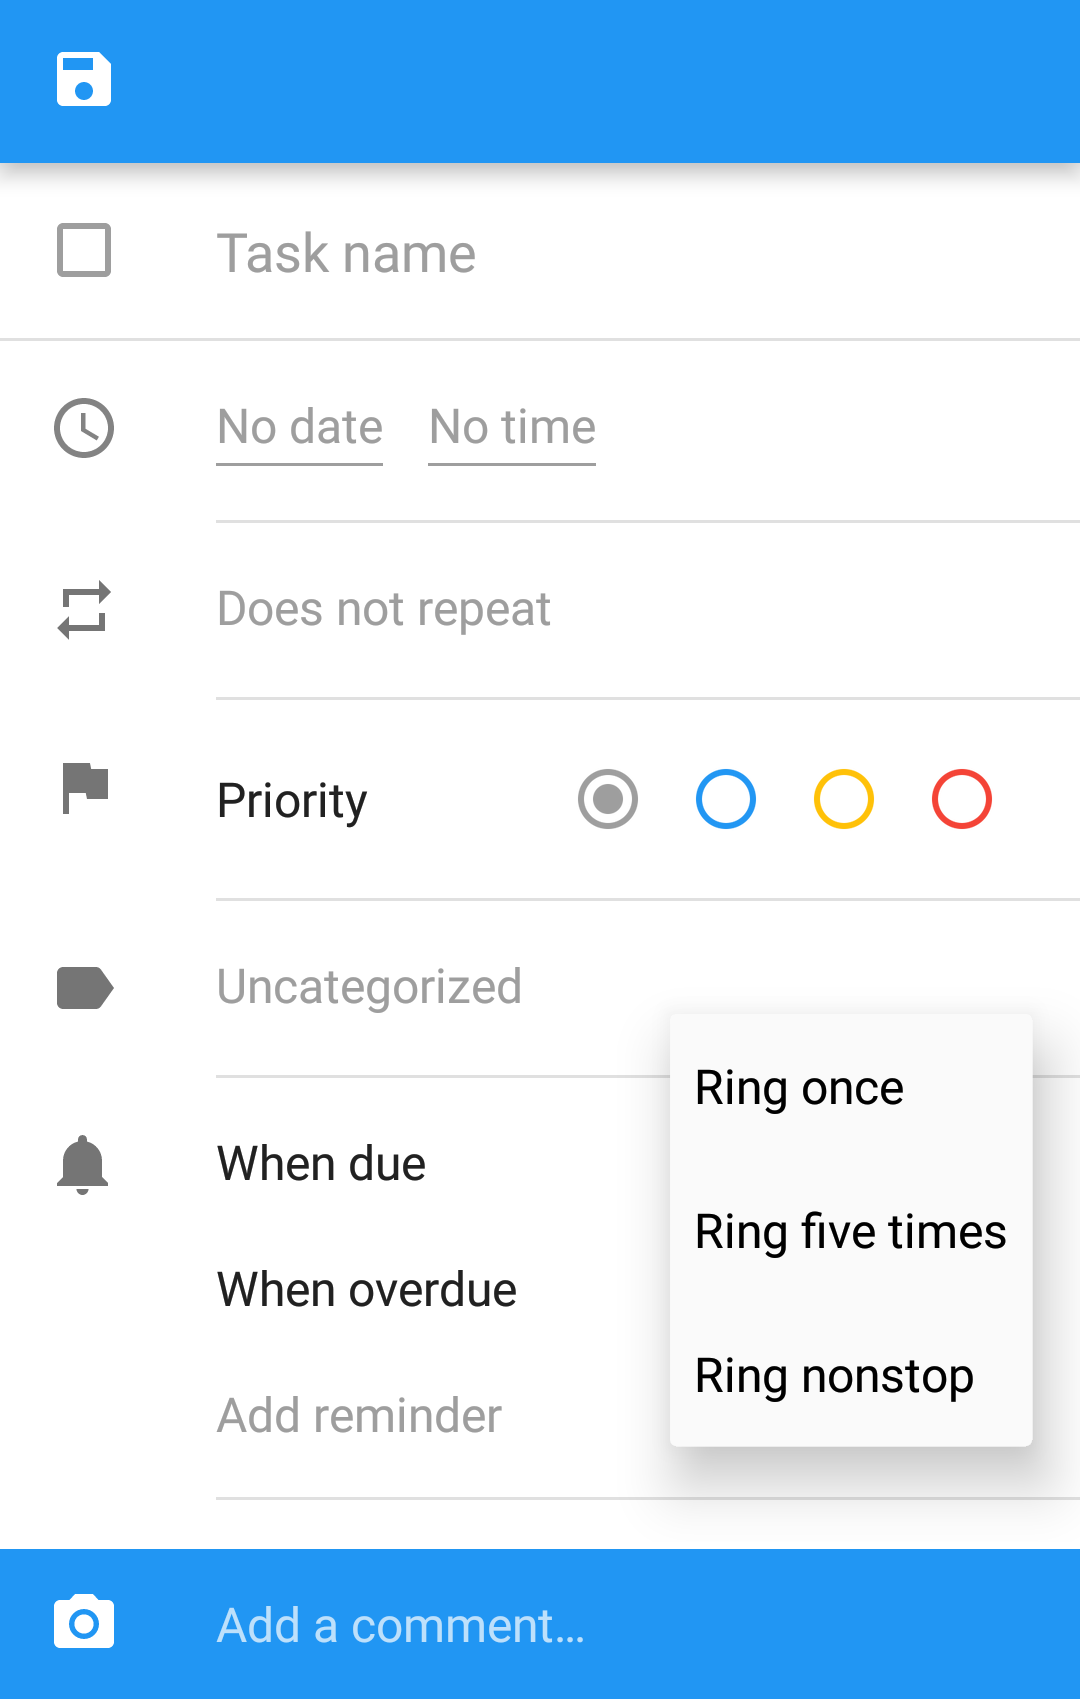 Task name
No date No time
Does not repeat
Priority
Uncategorized
Ring once
When due
Ring five times
When overdue
Ring nonstop
Add reminder
Add a comment...